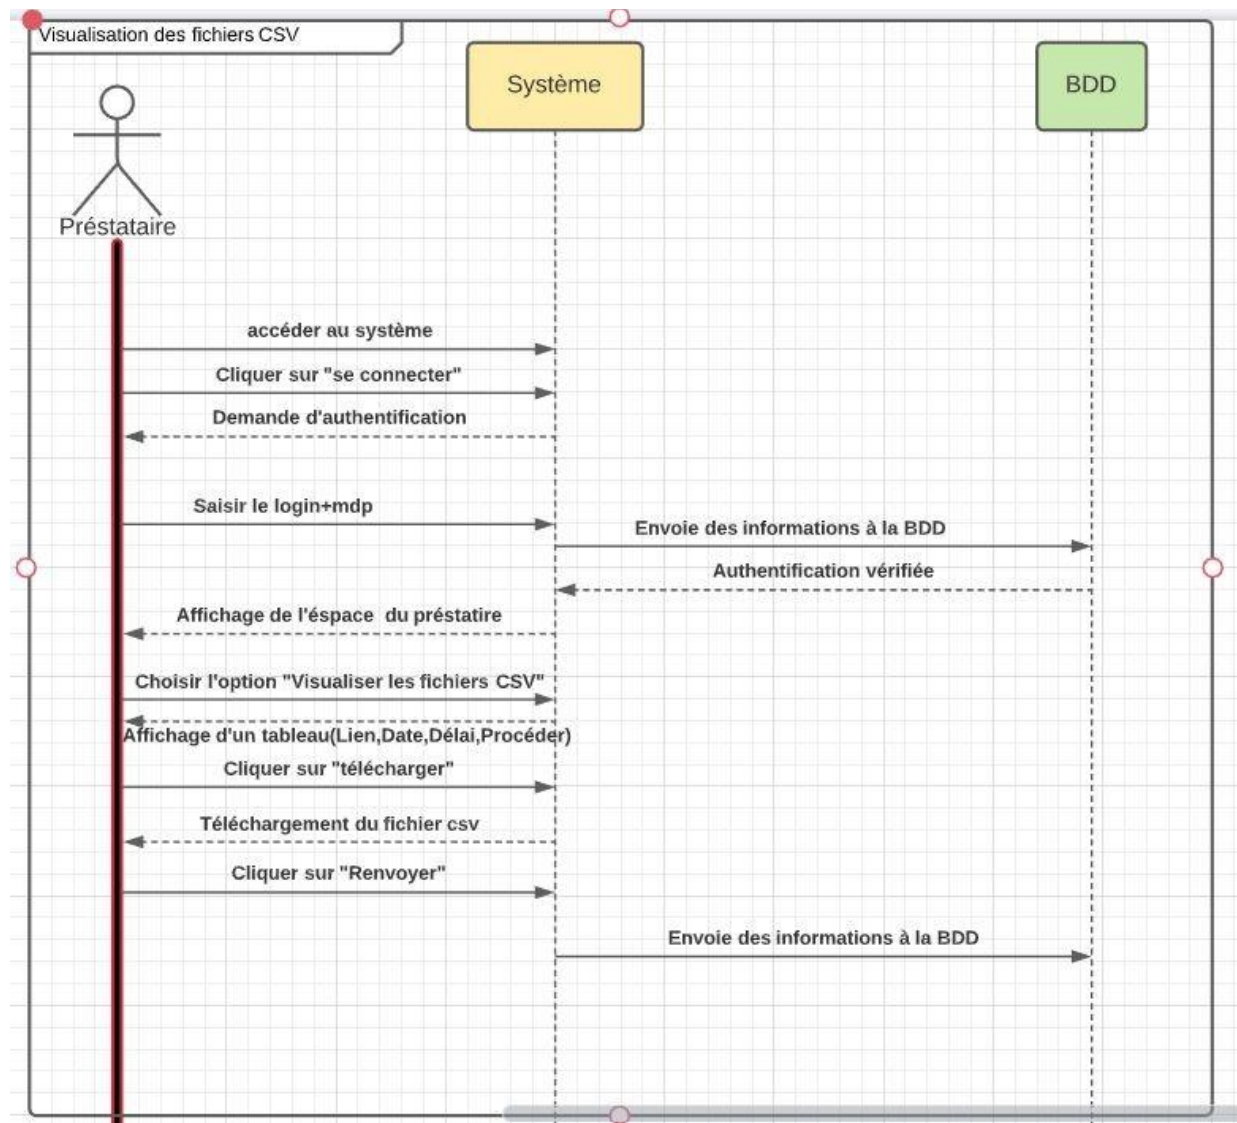 Visualisation des fichiers CSV
Système
BDD
Préstataire
accéder au système
Cliquer sur "se connecter"
Demande d'authentification
Saisir le login+mdp
Envoie des informations à la BDD
Authentification vérifiée
Affichage de l'éspace du préstatire
Choisir l'option "Visualiser les fichiers CSV"
Affichage d'un tableau(Lien,Date,Délai,Procéder)
Cliquer sur "télécharger"
Téléchargement du fichier csv
Cliquer sur "Renvoyer"
Envoie des informations à la BDD